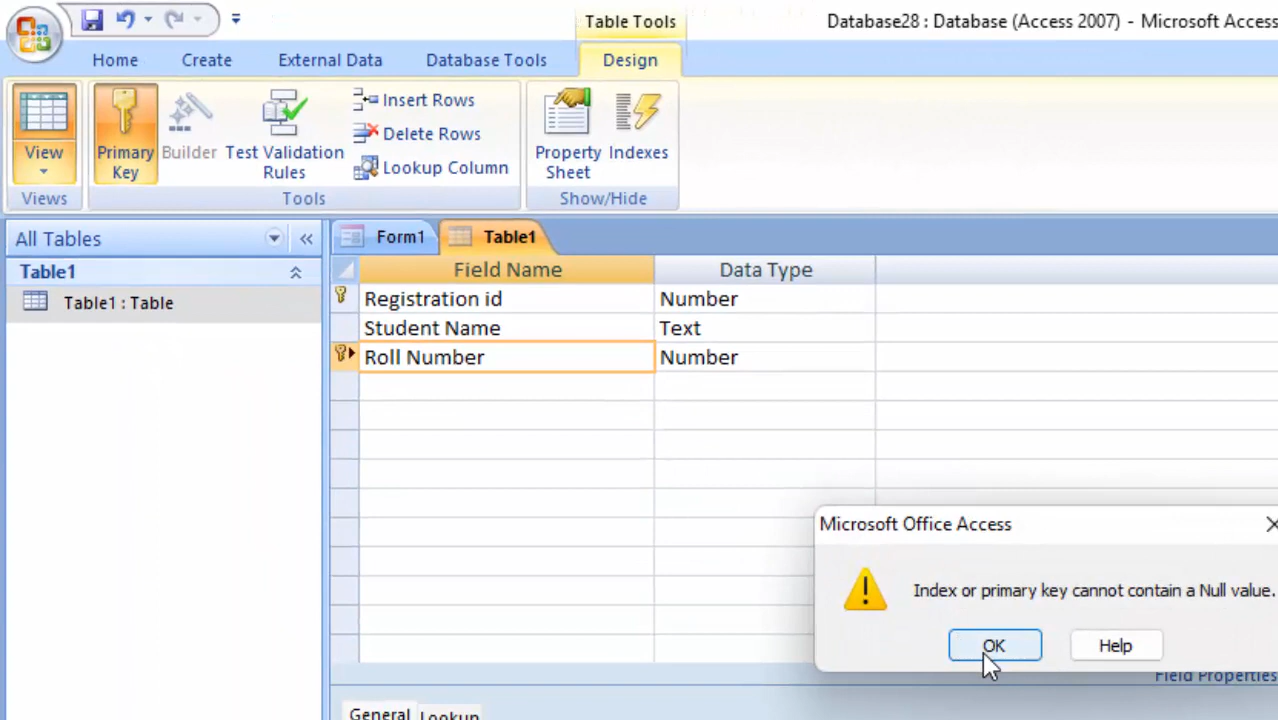 Table Tools
Database28 : Database (Access 2007) - Microsoft Access
Home Create External Data Database Tools Design
View
Primary Key
Builder
Test Validation Rules
Insert Rows
Delete Rows
Lookup Column
Property Sheet
Indexes
Views Tools Show/Hide
All Tables
Form1 Table1
Table1
Table1 : Table
Field Name Data Type
Registration id Number
Student Name Text
Roll Number Number
Microsoft Office Access
Index or primary key cannot contain a Null value.
OK Help
Field Properties
General Lookup